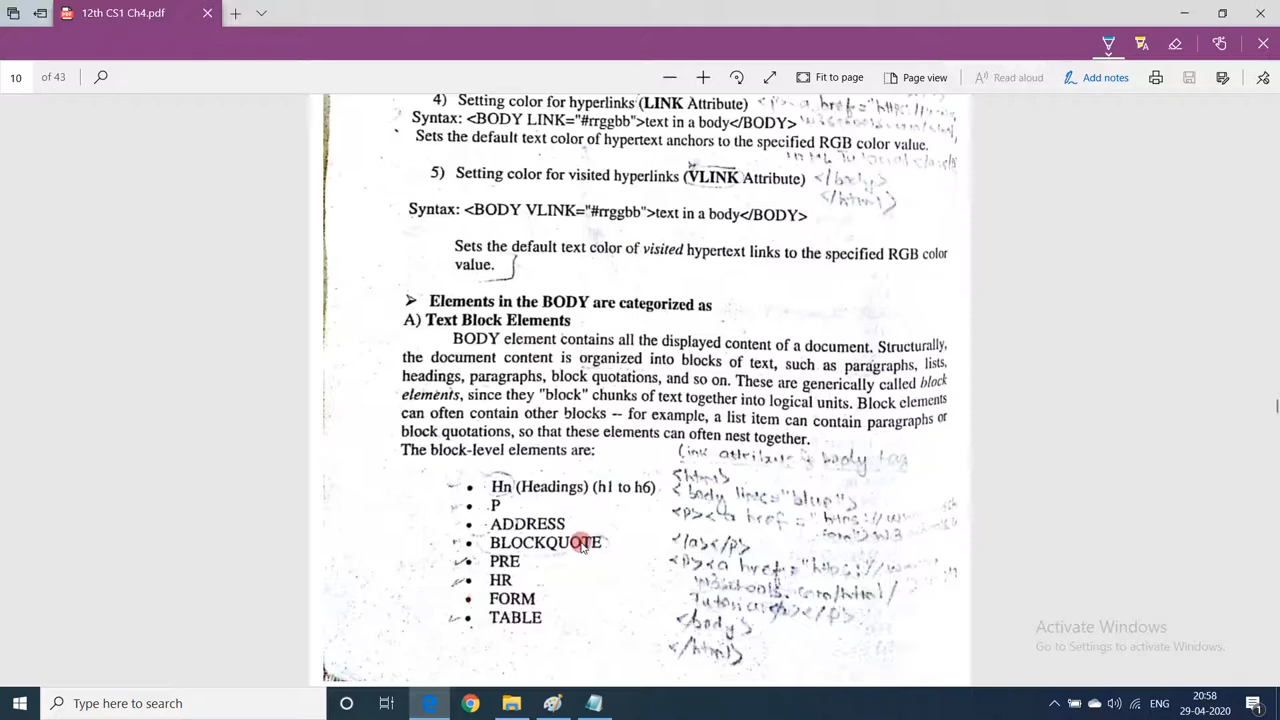 12th CS1 Ch4.pdf
10 of 43
Fit to page
Page view
Read aloud
Add notes
4) Setting color for hyperlinks (LINK Attribute)
Syntax: <BODY LINK="#rrggbb">text in a body</BODY>
Sets the default text color of hypertext anchors to the specified RGB color value.
5) Setting color for visited hyperlinks (VLINK Attribute)
</body>
</html>
Syntax: <BODY VLINK="#rrggbb">text in a body</BODY>
Sets the default text color of visited hypertext links to the specified RGB color
value.
➢ Elements in the BODY are categorized as
A) Text Block Elements
BODY element contains all the displayed content of a document. Structurally,
the document content is organized into blocks of text, such as paragraphs, lists,
headings, paragraphs, block quotations, and so on. These are generically called block
elements, since they "block" chunks of text together into logical units. Block elements
can often contain other blocks -- for example, a list item can contain paragraphs or
block quotations, so that these elements can often nest together.
The block-level elements are:
• Hn (Headings) (h1 to h6)
• P
• ADDRESS
• BLOCKQUOTE
• PRE
• HR
• FORM
• TABLE
<html>
</a></p>
<body>
</html>
Activate Windows
Go to Settings to activate Windows.
Type here to search
ENG
20:58
29-04-2020